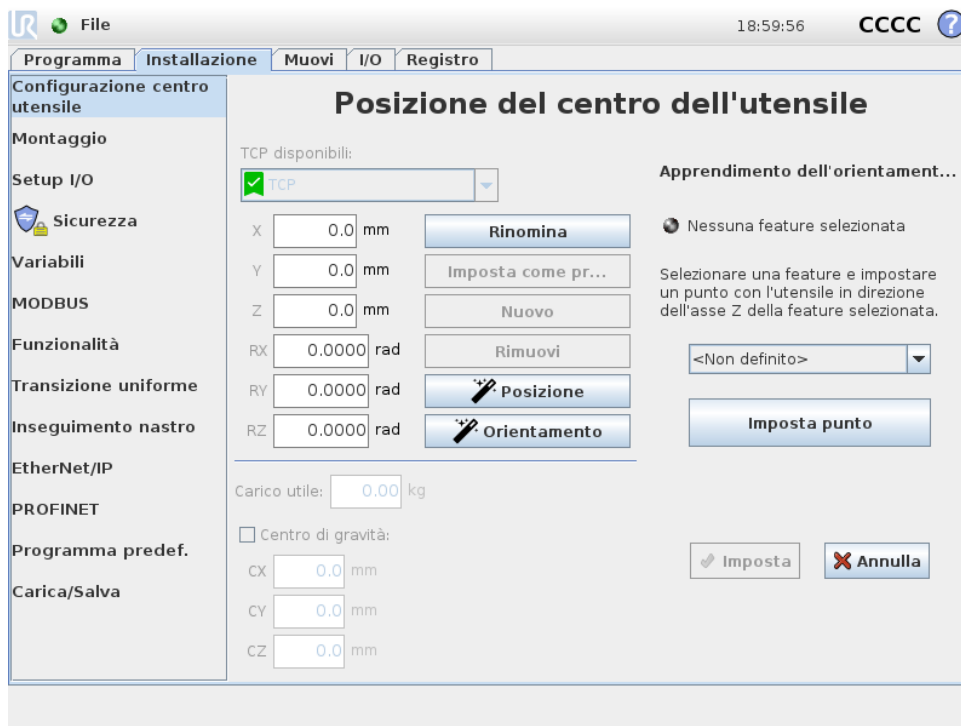 UR File 18:59:56 CCCC ?
Programma Installazione Muovi I/O Registro
Configurazione centro
utensile
Montaggio
Setup I/O
Sicurezza
Variabili
MODBUS
Funzionalità
Transizione uniforme
Inseguimento nastro
EtherNet/IP
PROFINET
Programma predef.
Carica/Salva
Posizione del centro dell'utensile
TCP disponibili:
TCP
X 0.0 mm Rinomina
Y 0.0 mm Imposta come pr...
Z 0.0 mm Nuovo
RX 0.0000 rad Rimuovi
RY 0.0000 rad Posizione
RZ 0.0000 rad Orientamento
Carico utile: 0.00 kg
Centro di gravità:
CX 0.0 mm
CY 0.0 mm
CZ 0.0 mm
Apprendimento dell'orientament...
Nessuna feature selezionata
Selezionare una feature e impostare
un punto con l'utensile in direzione
dell'asse Z della feature selezionata.
<Non definito>
Imposta punto
Imposta Annulla